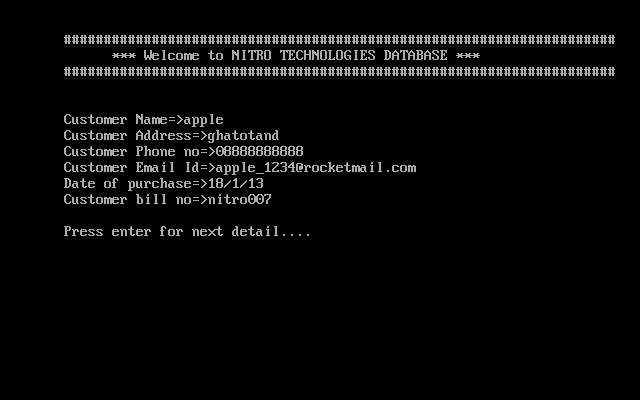 #####################################################################
*** Welcome to NITRO TECHNOLOGIES DATABASE ***
#####################################################################
Customer Name=>apple
Customer Address=>ghatotand
Customer Phone no=>08888888888
Customer Email Id=>apple_1234@rocketmail.com
Date of purchase=>18/1/13
Customer bill no=>nitro007
Press enter for next detail....